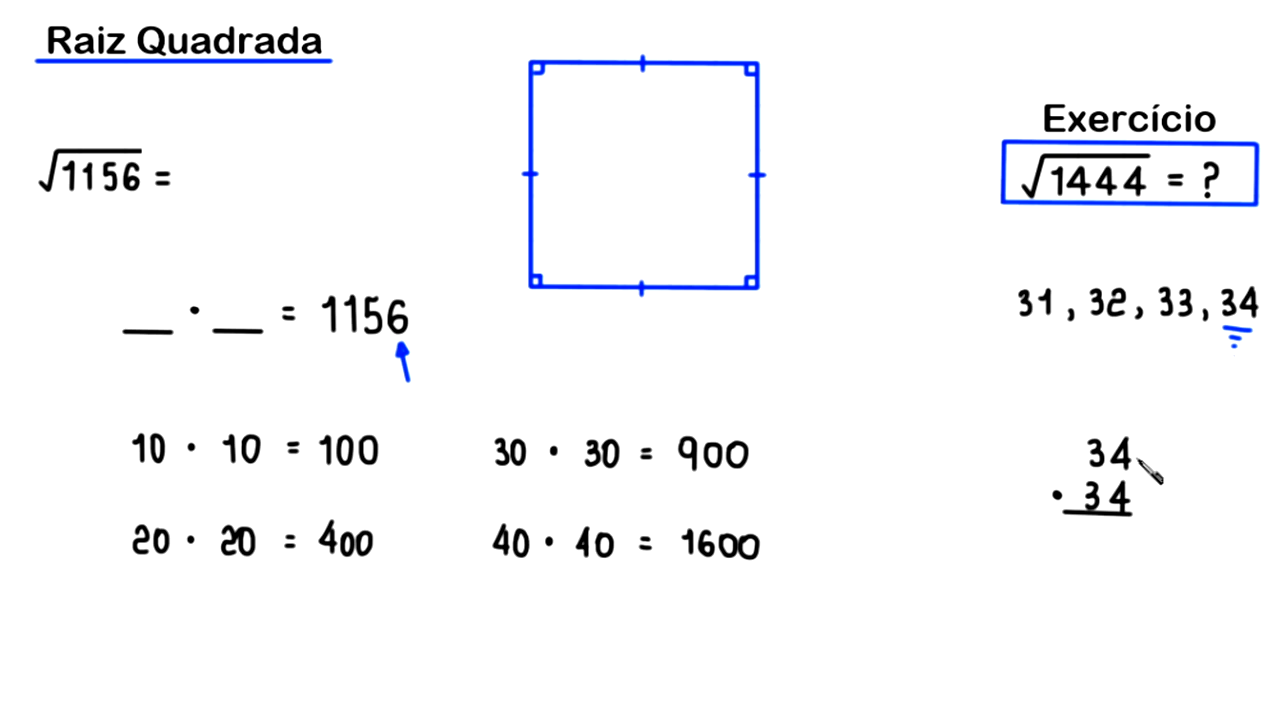 Raiz Quadrada
√1156 =
__ · __ = 1156
10 · 10 = 100
20 · 20 = 400
30 · 30 = 900
40 · 40 = 1600
Exercício
√1444 = ?
31, 32, 33, 34
34
· 34